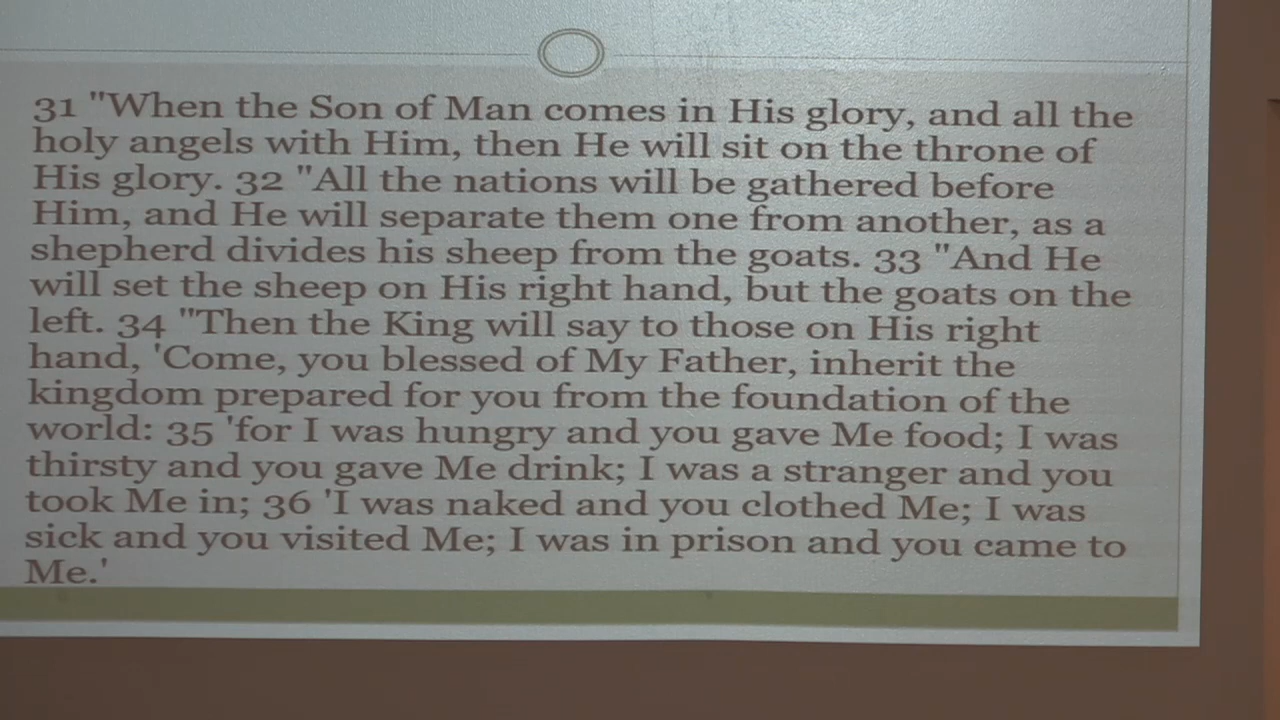 31 "When the Son of Man comes in His glory, and all the
holy angels with Him, then He will sit on the throne of
His glory. 32 "All the nations will be gathered before
Him, and He will separate them one from another, as a
shepherd divides his sheep from the goats. 33 "And He
will set the sheep on His right hand, but the goats on the
left. 34 "Then the King will say to those on His right
hand, 'Come, you blessed of My Father, inherit the
kingdom prepared for you from the foundation of the
world: 35 'for I was hungry and you gave Me food; I was
thirsty and you gave Me drink; I was a stranger and you
took Me in; 36 'I was naked and you clothed Me; I was
sick and you visited Me; I was in prison and you came to
Me.'